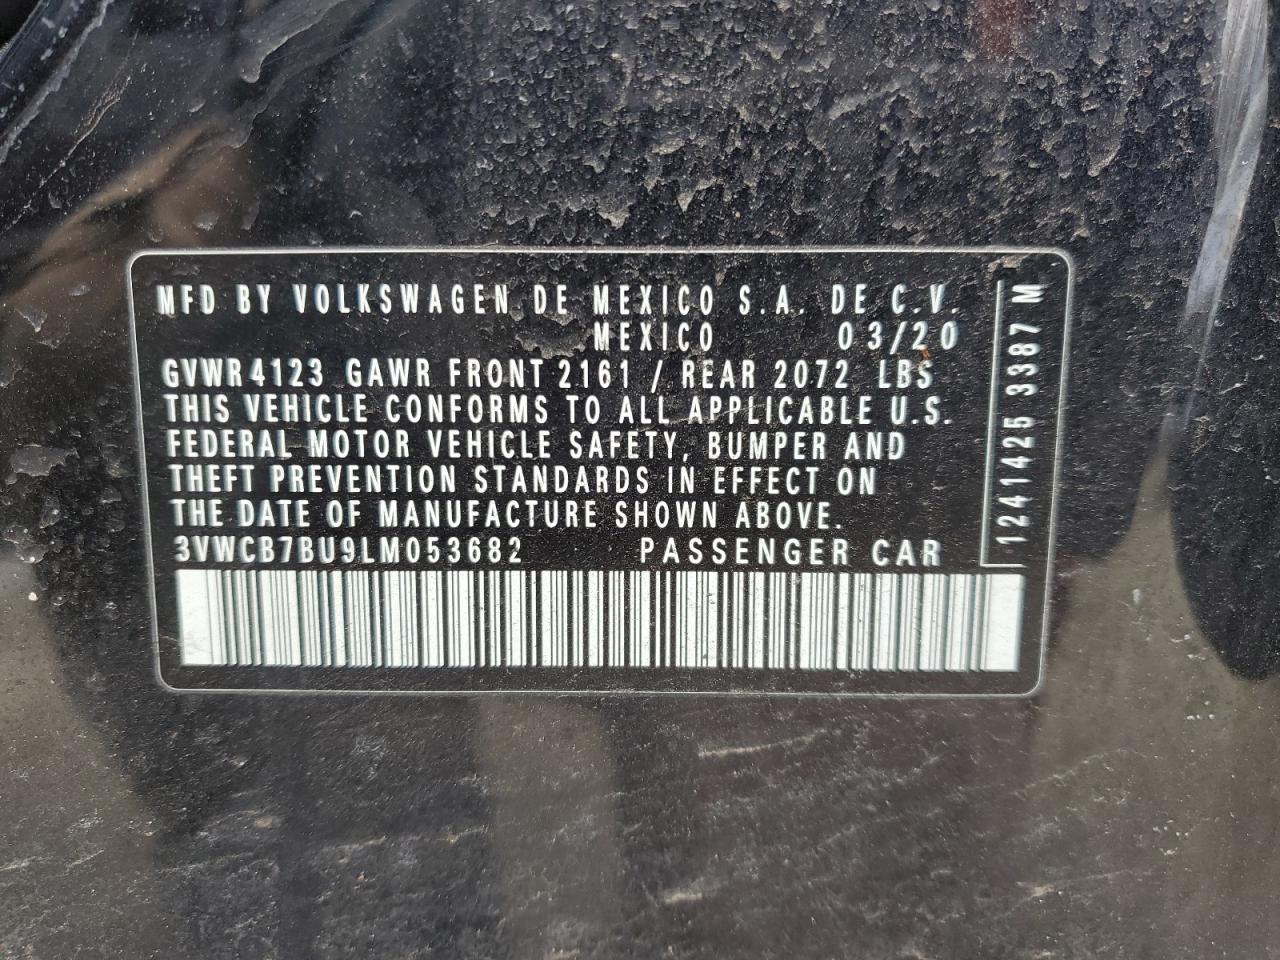 MFD BY VOLKSWAGEN DE MEXICO S.A. DE C.V.
MEXICO 03/20
GVWR 4123 GAWR FRONT 2161 / REAR 2072 LBS
THIS VEHICLE CONFORMS TO ALL APPLICABLE U.S.
FEDERAL MOTOR VEHICLE SAFETY, BUMPER AND
THEFT PREVENTION STANDARDS IN EFFECT ON
THE DATE OF MANUFACTURE SHOWN ABOVE.
3VWCB7BU9LM053682 PASSENGER CAR
1241425 3387 M